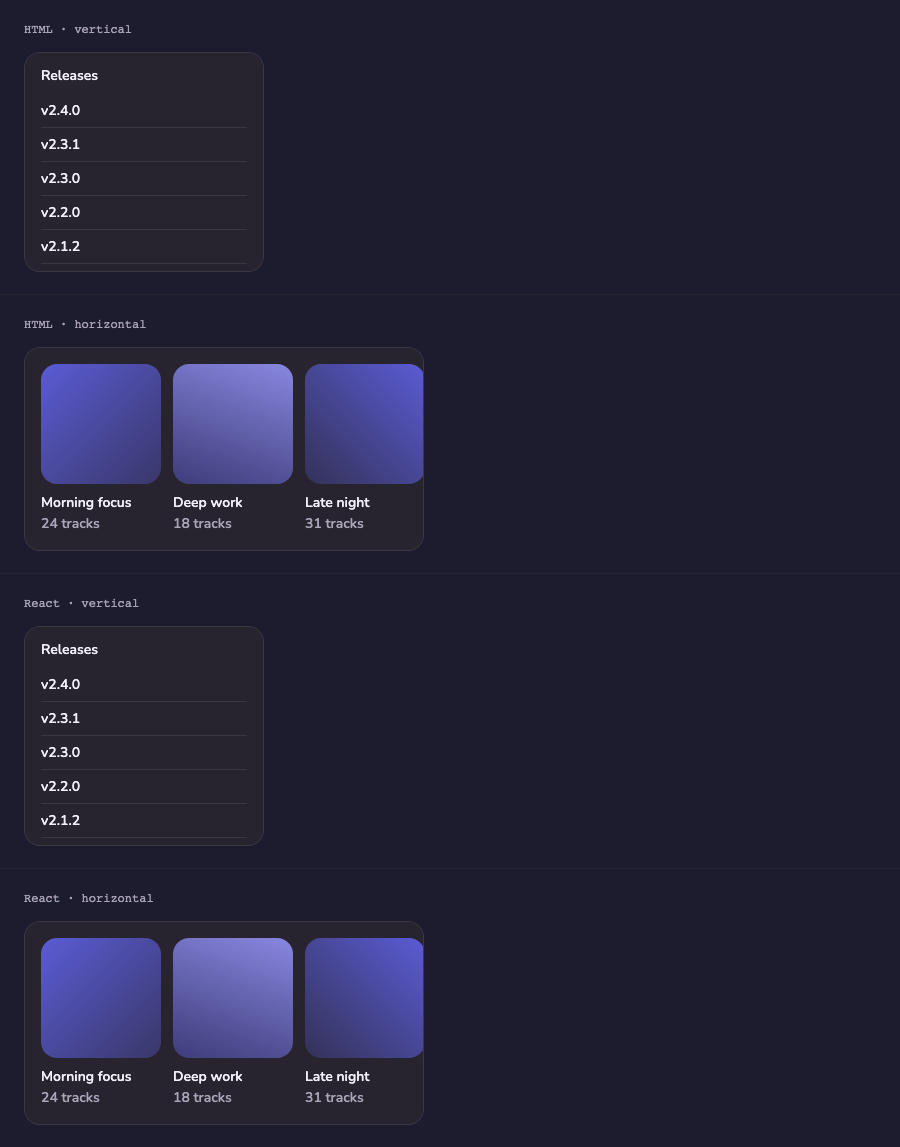 HTML · vertical
Releases
v2.4.0
v2.3.1
v2.3.0
v2.2.0
v2.1.2
HTML · horizontal
Morning focus
24 tracks
Deep work
18 tracks
Late night
31 tracks
React · vertical
Releases
v2.4.0
v2.3.1
v2.3.0
v2.2.0
v2.1.2
React · horizontal
Morning focus
24 tracks
Deep work
18 tracks
Late night
31 tracks